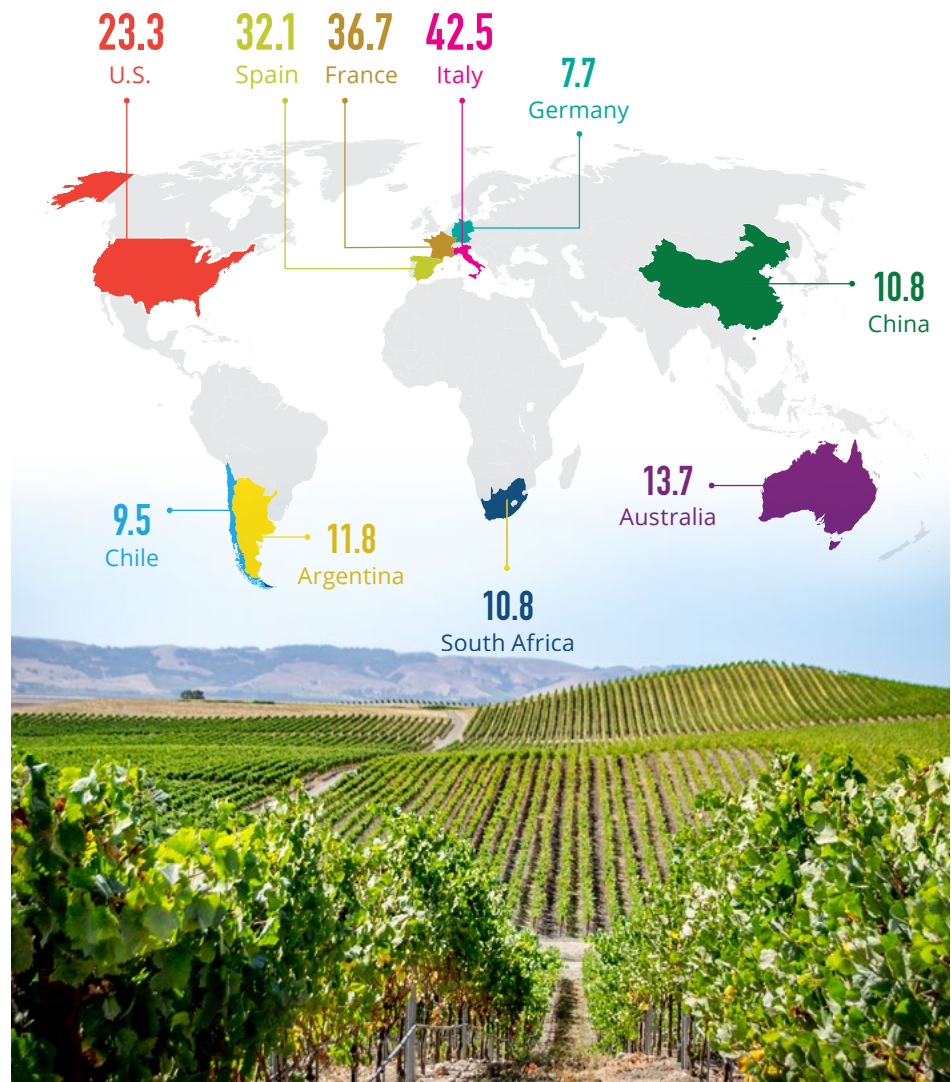 23.3
U.S.
32.1
Spain
36.7
France
42.5
Italy
7.7
Germany
10.8
China
13.7
Australia
9.5
Chile
11.8
Argentina
10.8
South Africa